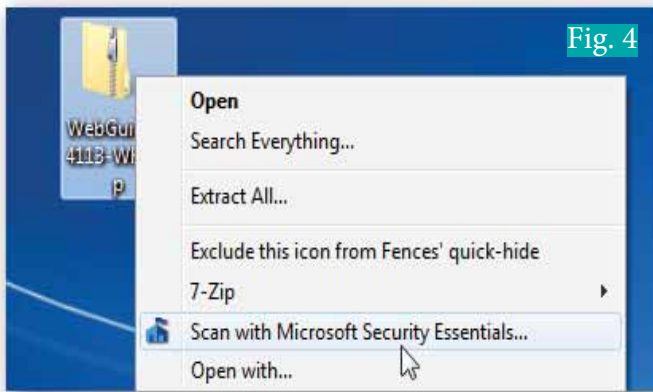 Fig. 4
WebGui
4113-W
p
Open
Search Everything...
Extract All...
Exclude this icon from Fences' quick-hide
7-Zip
Scan with Microsoft Security Essentials...
Open with...